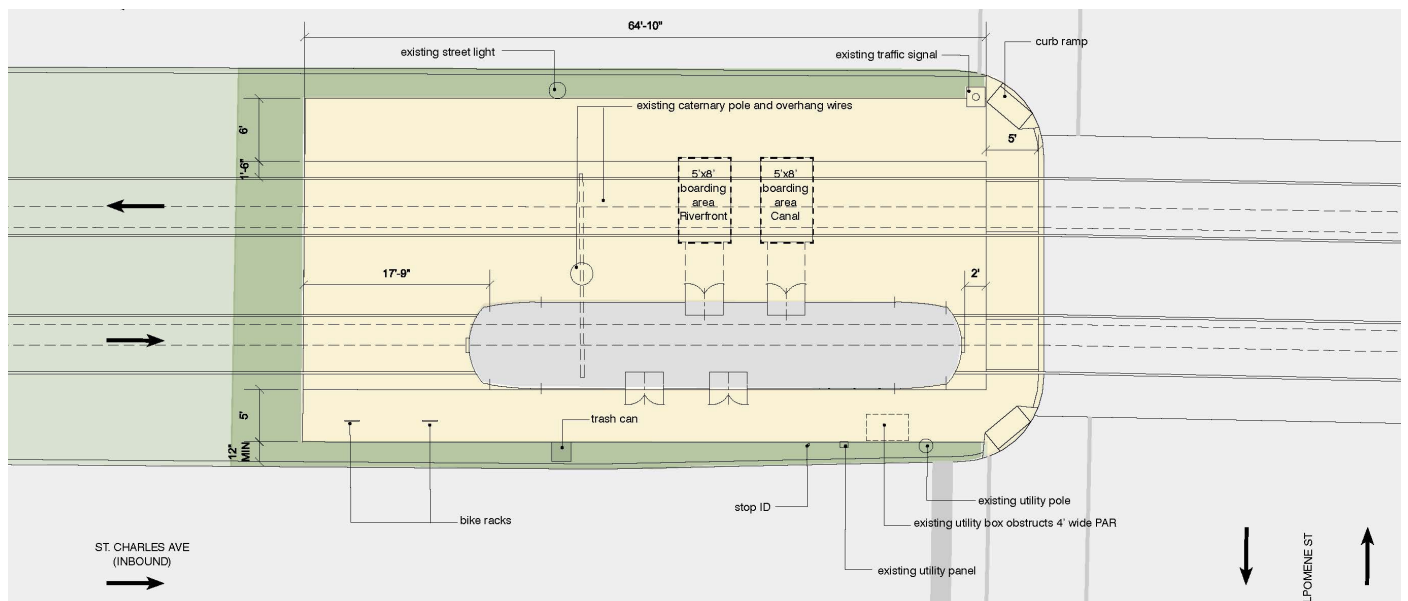 64'-10"
existing street light
existing traffic signal
curb ramp
existing caternary pole and overhang wires
6'
5'
1'-6"
5'x8'
boarding
area
Riverfront
5'x8'
boarding
area
Canal
17'-9"
2'
5'
trash can
12"
MIN
bike racks
stop ID
existing utility pole
existing utility box obstructs 4' wide PAR
existing utility panel
ST. CHARLES AVE
(INBOUND)
LPOMENE ST